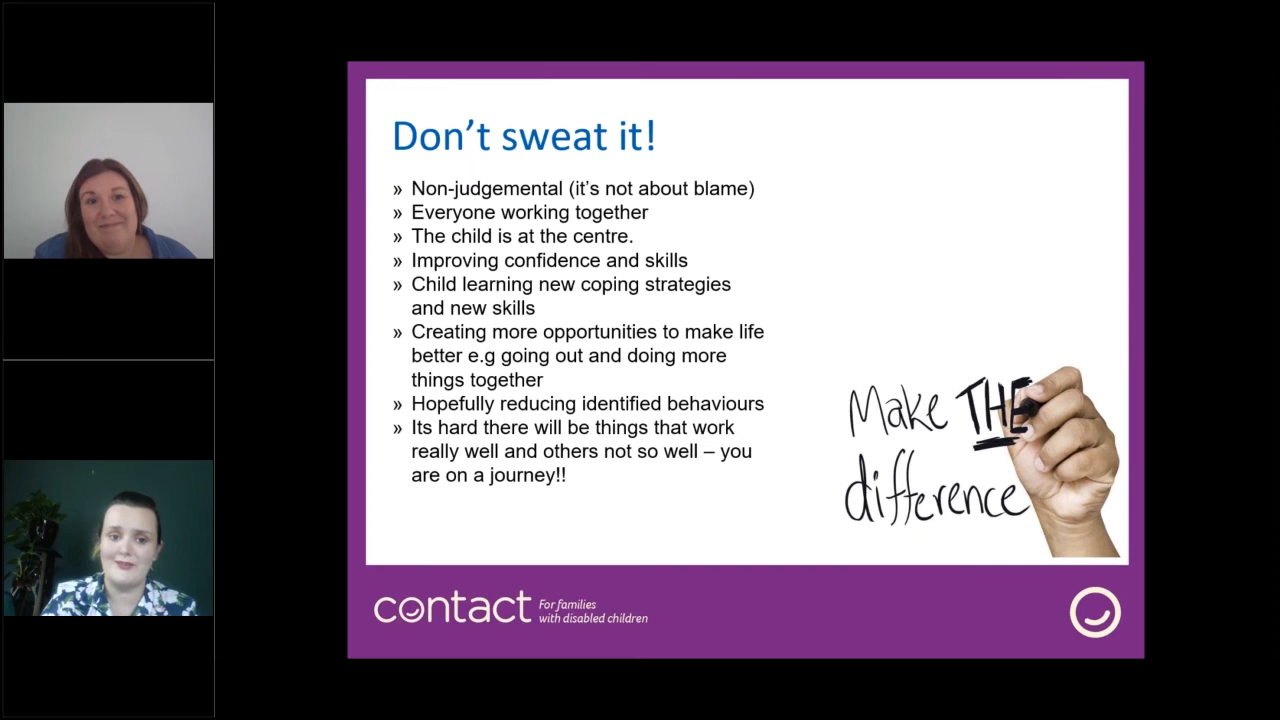 Don’t sweat it!
» Non-judgemental (it’s not about blame)
» Everyone working together
» The child is at the centre.
» Improving confidence and skills
» Child learning new coping strategies
and new skills
» Creating more opportunities to make life
better e.g going out and doing more
things together
» Hopefully reducing identified behaviours
» Its hard there will be things that work
really well and others not so well – you
are on a journey!!
Make THE
difference
contact
For families
with disabled children